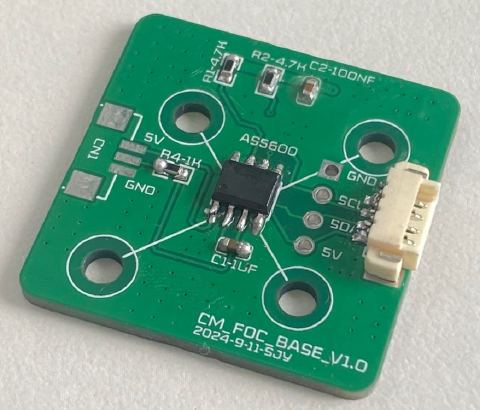 R1-4.7K
R2-4.7K
C2-100NF
AS5600
CN1
5V
R4-1K
GND
GND
SCL
SDA
5V
C1-1UF
CM_FOC_BASE_V1.0
2024-9-11-SJY